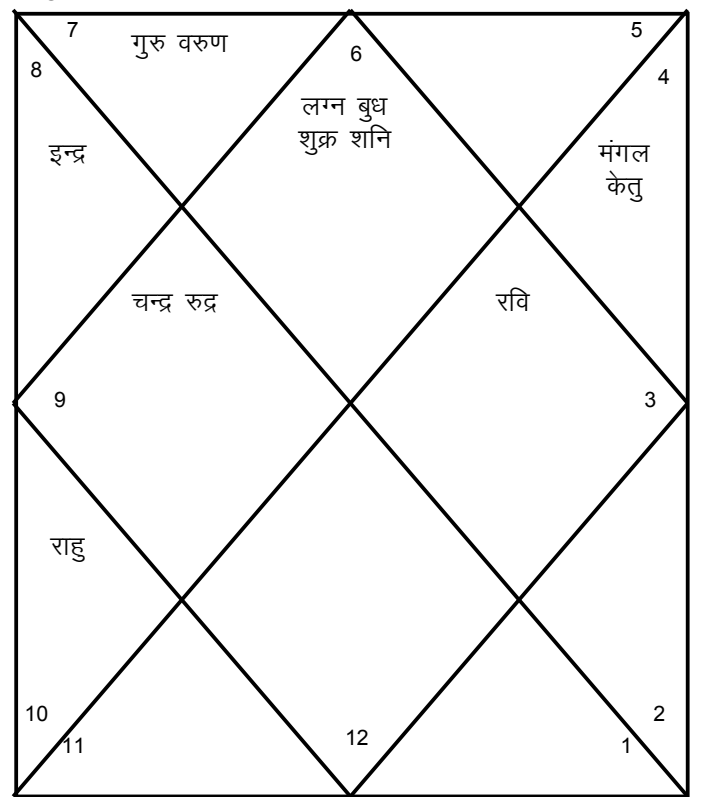 7
गुरु वरुण
6
5
8
4
लग्न बुध
शुक्र शनि
इन्द्र
मंगल
केतु
चन्द्र रुद्र
रवि
9
3
राहु
10
2
11
12
1